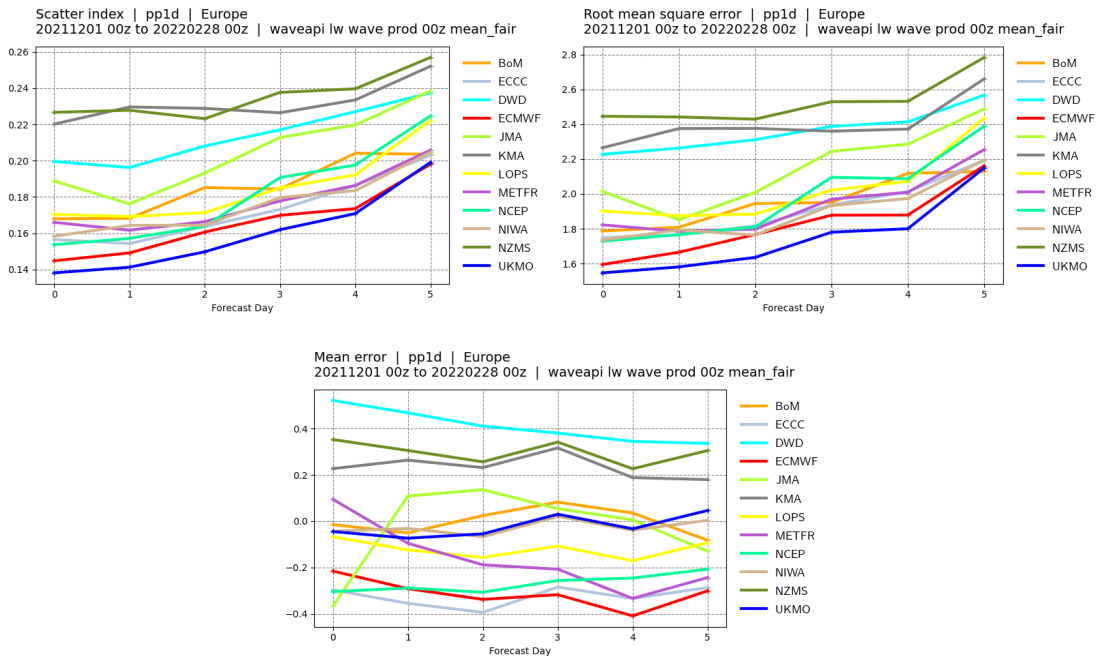 Scatter index | pp1d | Europe
20211201 00z to 20220228 00z | waveapi lw wave prod 00z mean_fair
0.26
0.24
0.22
0.20
0.18
0.16
0.14
0 1 2 3 4 5
Forecast Day
BoM
ECCC
DWD
ECMWF
JMA
KMA
LOPS
METFR
NCEP
NIWA
NZMS
UKMO
Root mean square error | pp1d | Europe
20211201 00z to 20220228 00z | waveapi lw wave prod 00z mean_fair
2.8
2.6
2.4
2.2
2.0
1.8
1.6
0 1 2 3 4 5
Forecast Day
BoM
ECCC
DWD
ECMWF
JMA
KMA
LOPS
METFR
NCEP
NIWA
NZMS
UKMO
Mean error | pp1d | Europe
20211201 00z to 20220228 00z | waveapi lw wave prod 00z mean_fair
0.4
0.2
0.0
−0.2
−0.4
0 1 2 3 4 5
Forecast Day
BoM
ECCC
DWD
ECMWF
JMA
KMA
LOPS
METFR
NCEP
NIWA
NZMS
UKMO